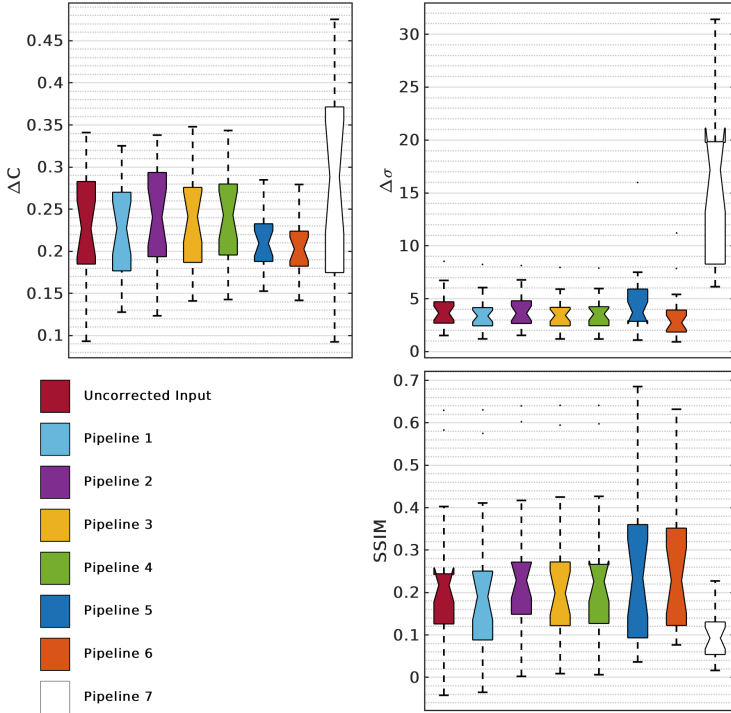 ΔC
0.45
0.4
0.35
0.3
0.25
0.2
0.15
0.1
Δσ
30
25
20
15
10
5
0
Uncorrected Input
Pipeline 1
Pipeline 2
Pipeline 3
Pipeline 4
Pipeline 5
Pipeline 6
Pipeline 7
SSIM
0.7
0.6
0.5
0.4
0.3
0.2
0.1
0